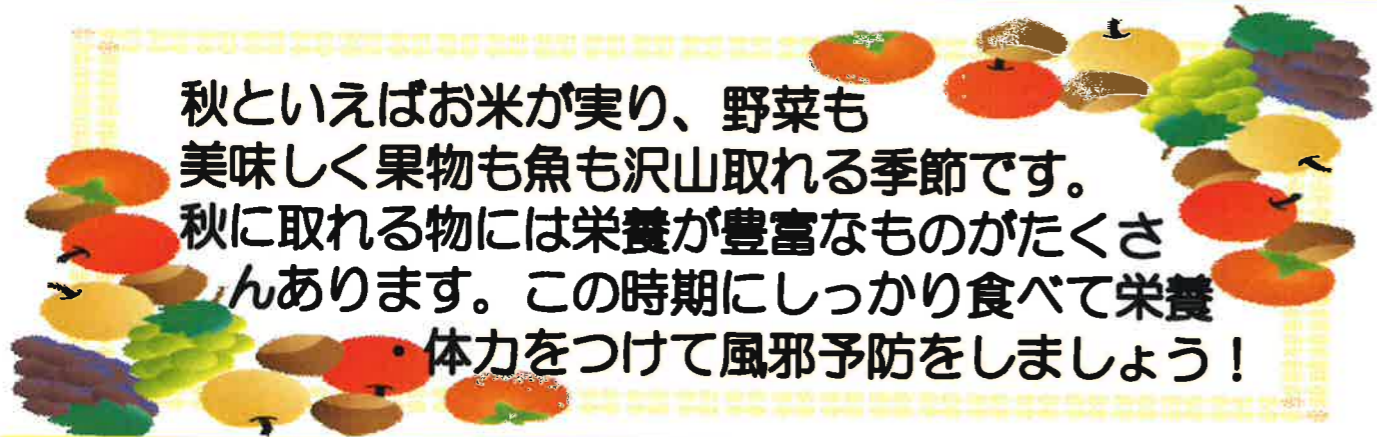 秋といえばお米が実り、野菜も
美味しく果物も魚も沢山取れる季節です。
秋に取れる物には栄養が豊富なものがたくさ
んあります。この時期にしっかり食べて栄養
・体力をつけて風邪予防をしましょう！